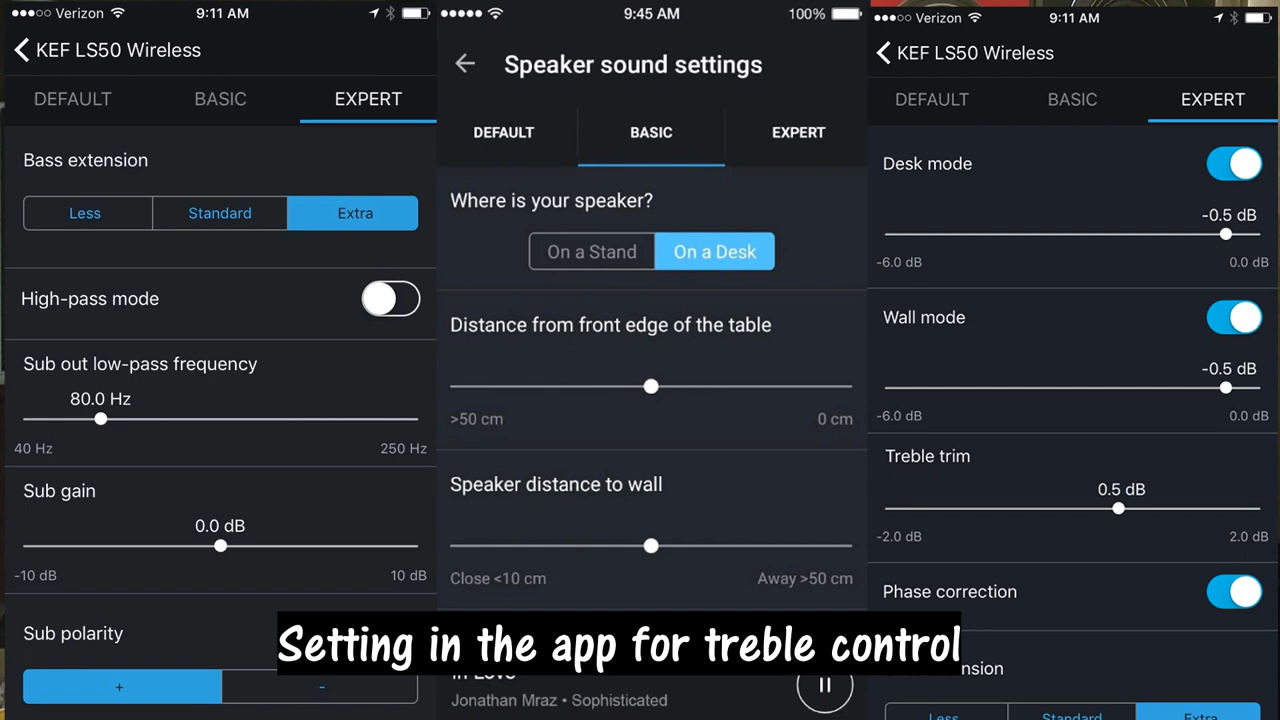 Verizon 9:11 AM
KEF LS50 Wireless
DEFAULT BASIC EXPERT
Bass extension
Less Standard Extra
High-pass mode
Sub out low-pass frequency
80.0 Hz
40 Hz 250 Hz
Sub gain
0.0 dB
-10 dB 10 dB
Sub polarity
+ -
9:45 AM 100%
Speaker sound settings
DEFAULT BASIC EXPERT
Where is your speaker?
On a Stand On a Desk
Distance from front edge of the table
>50 cm 0 cm
Speaker distance to wall
Close <10 cm Away >50 cm
In Love
Jonathan Mraz • Sophisticated
Verizon 9:11 AM
KEF LS50 Wireless
DEFAULT BASIC EXPERT
Desk mode
-0.5 dB
-6.0 dB 0.0 dB
Wall mode
-0.5 dB
-6.0 dB 0.0 dB
Treble trim
0.5 dB
-2.0 dB 2.0 dB
Phase correction
nsion
Less Standard Extra
Setting in the app for treble control